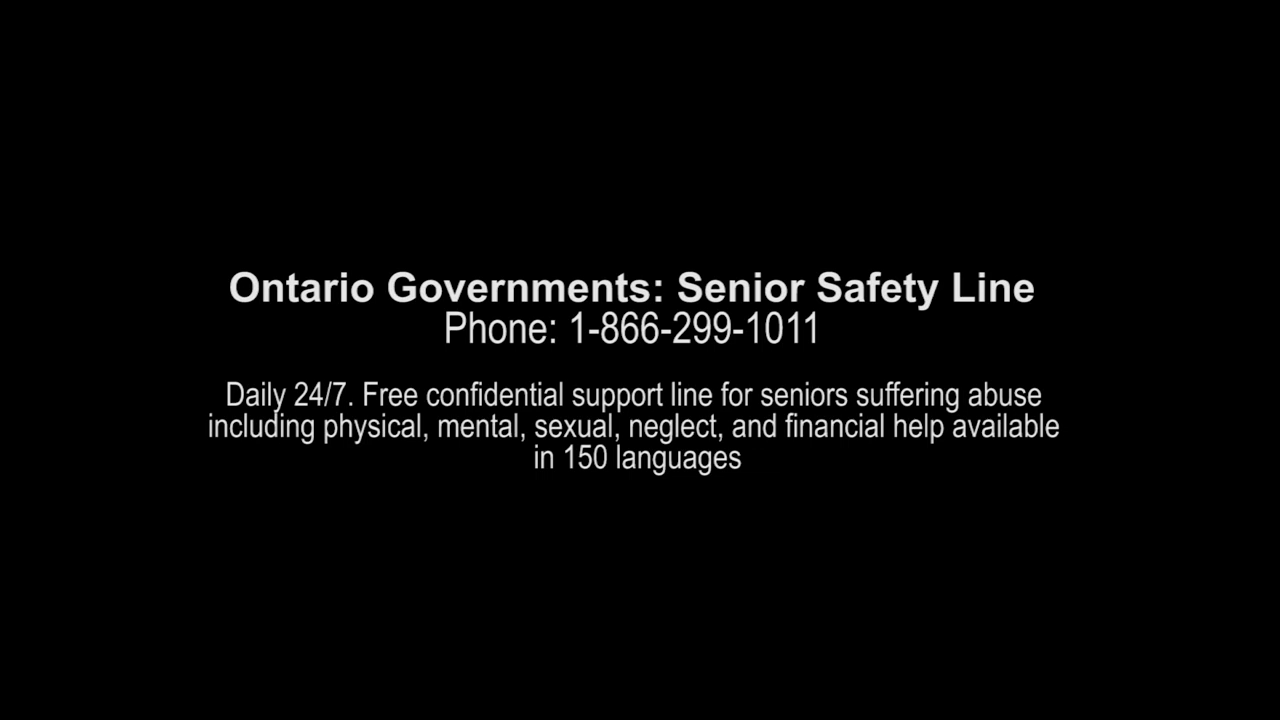 Ontario Governments: Senior Safety Line
Phone: 1-866-299-1011
Daily 24/7. Free confidential support line for seniors suffering abuse
including physical, mental, sexual, neglect, and financial help available
in 150 languages